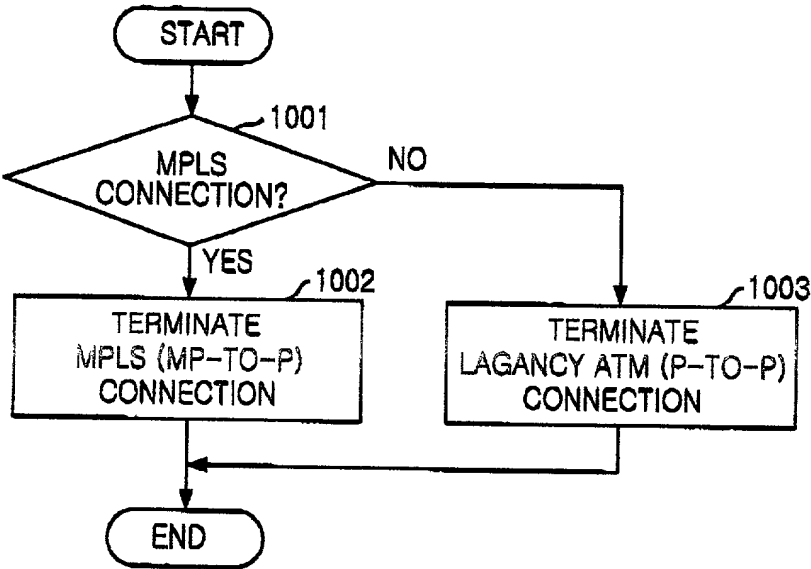 START
1001
MPLS
CONNECTION?
NO
YES
1002
TERMINATE
MPLS (MP-TO-P)
CONNECTION
1003
TERMINATE
LAGANCY ATM (P-TO-P)
CONNECTION
END